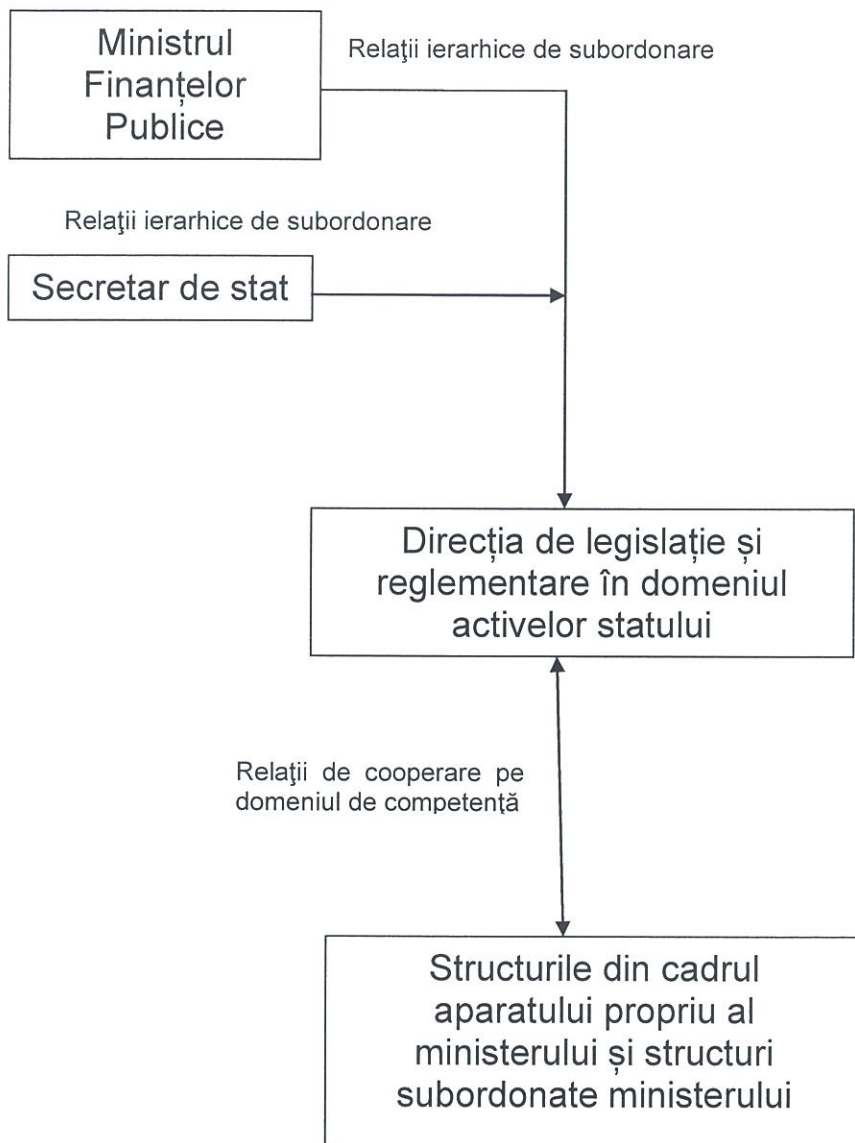 Ministrul
Finanțelor
Publice
Relaţii ierarhice de subordonare
Relaţii ierarhice de subordonare
Secretar de stat
Direcția de legislație și
reglementare în domeniul
activelor statului
Relaţii de cooperare pe
domeniul de competenţă
Structurile din cadrul
aparatului propriu al
ministerului și structuri
subordonate ministerului